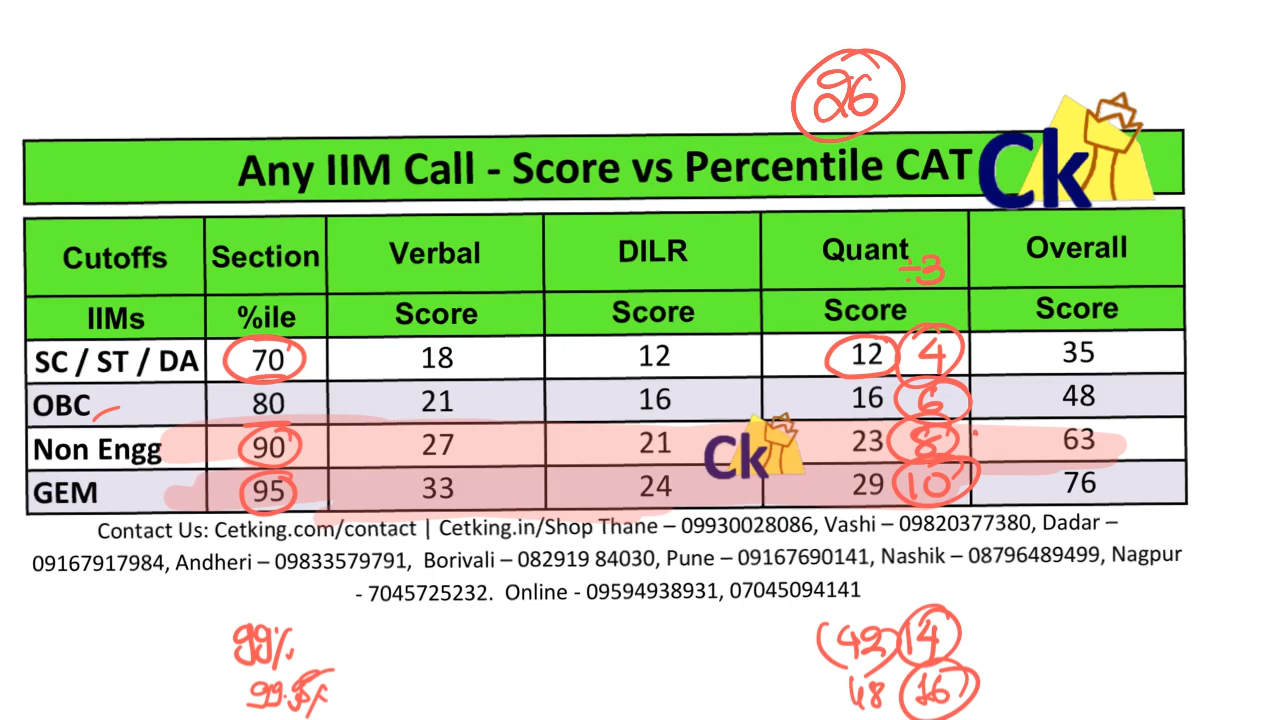 26
Any IIM Call - Score vs Percentile CAT Ck
Cutoffs Section Verbal DILR Quant ÷3 Overall
IIMs %ile Score Score Score Score
SC / ST / DA 70 18 12 12 4 35
OBC 80 21 16 16 6 48
Non Engg 90 27 21 Ck 23 8 63
GEM 95 33 24 29 10 76
Contact Us: Cetking.com/contact | Cetking.in/Shop Thane – 09930028086, Vashi – 09820377380, Dadar –
09167917984, Andheri – 09833579791, Borivali – 082919 84030, Pune – 09167690141, Nashik – 08796489499, Nagpur
- 7045725232. Online - 09594938931, 07045094141
99% (42) 14
48 16